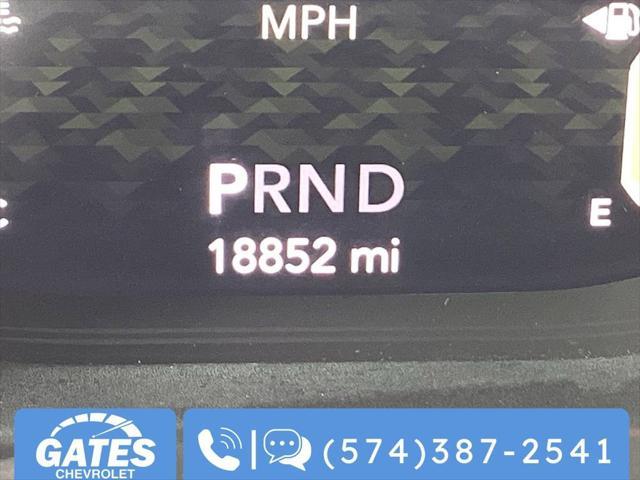 MPH
PRND
C
E
18852 mi
GATES
CHEVROLET
(574)387-2541